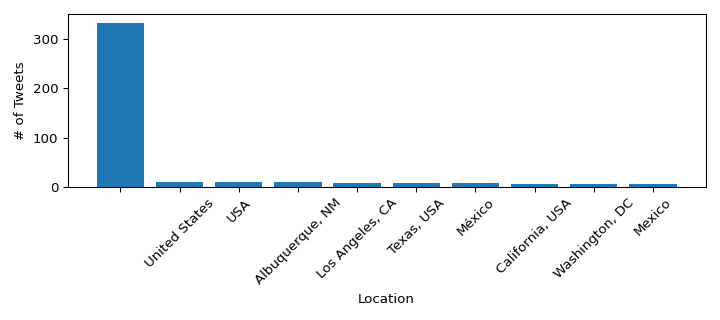 300
200
100
0
# of Tweets
United States
USA
Albuquerque, NM
Los Angeles, CA
Texas, USA
México
California, USA
Washington, DC
Mexico
Location